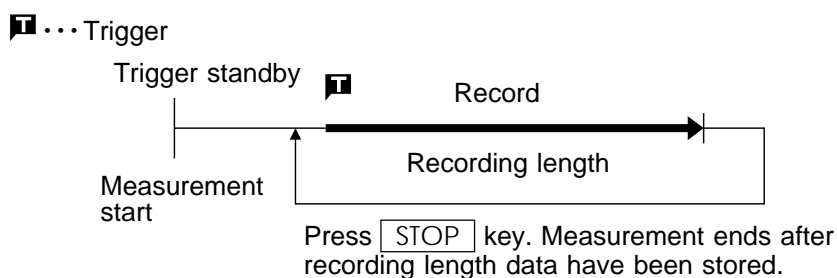 T ··· Trigger
Trigger standby
T
Record
Recording length
Measurement
start
Press STOP key. Measurement ends after
recording length data have been stored.